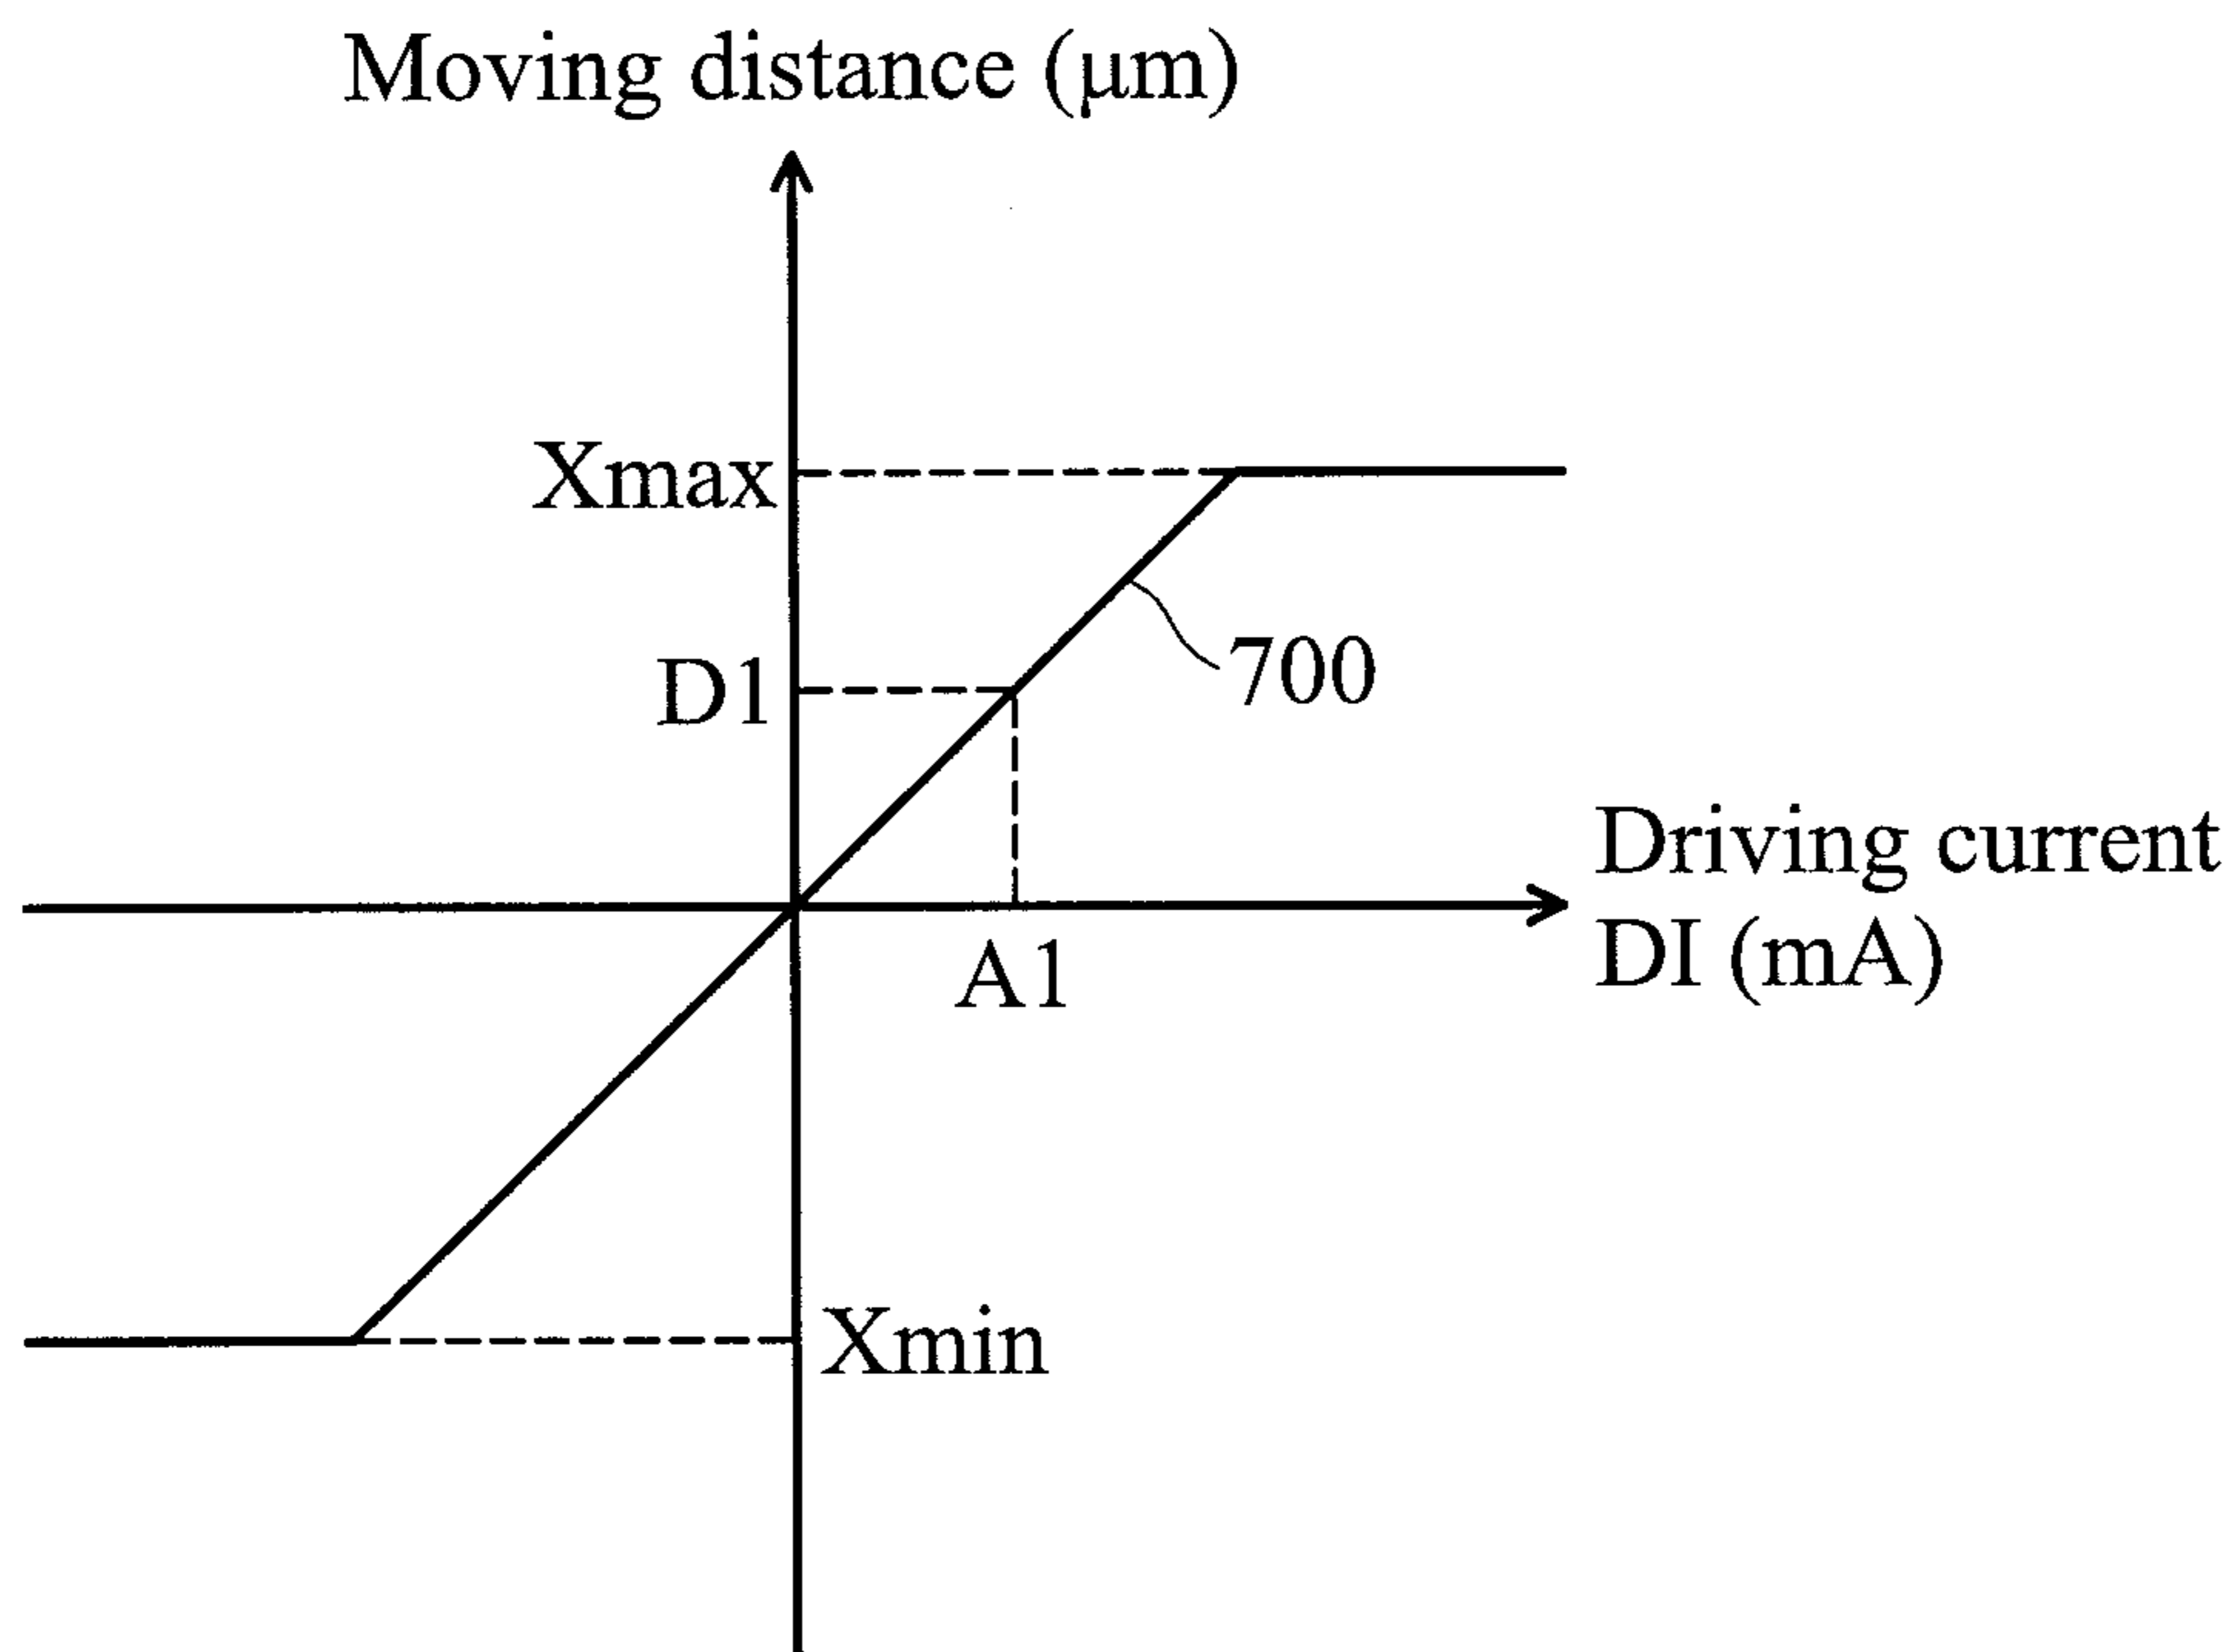 Moving distance (μm)
Xmax
D1
700
Driving current
DI (mA)
A1
Xmin